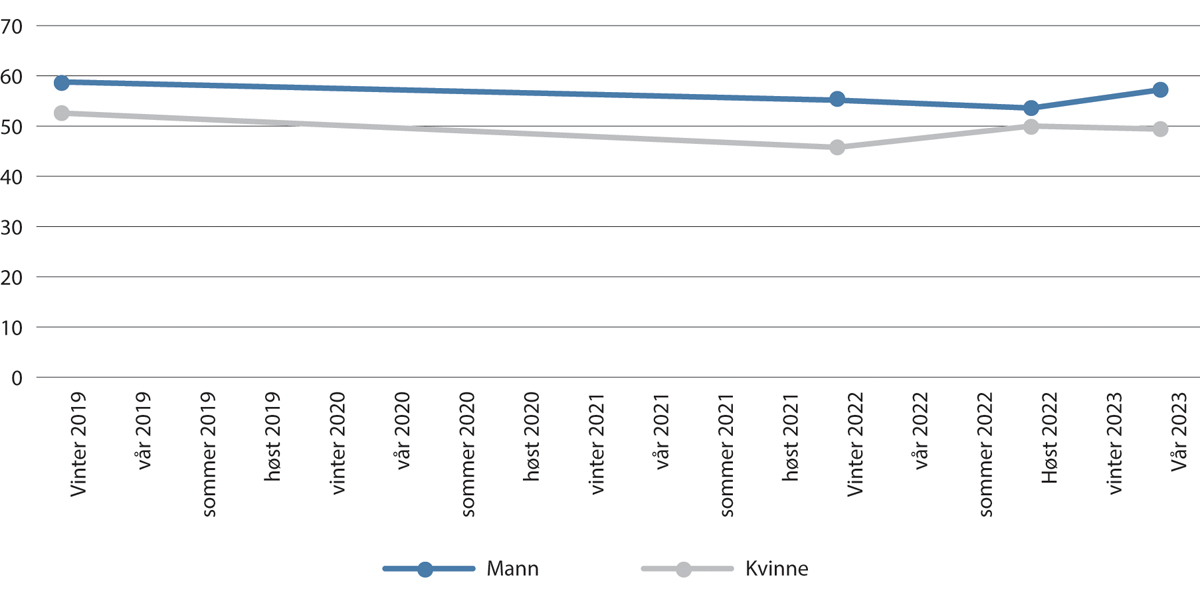 70
60
50
40
30
20
10
0
Vinter 2019
vår 2019
sommer 2019
høst 2019
vinter 2020
vår 2020
sommer 2020
høst 2020
vinter 2021
vår 2021
sommer 2021
høst 2021
Vinter 2022
vår 2022
sommer 2022
Høst 2022
vinter 2023
Vår 2023
Mann
Kvinne